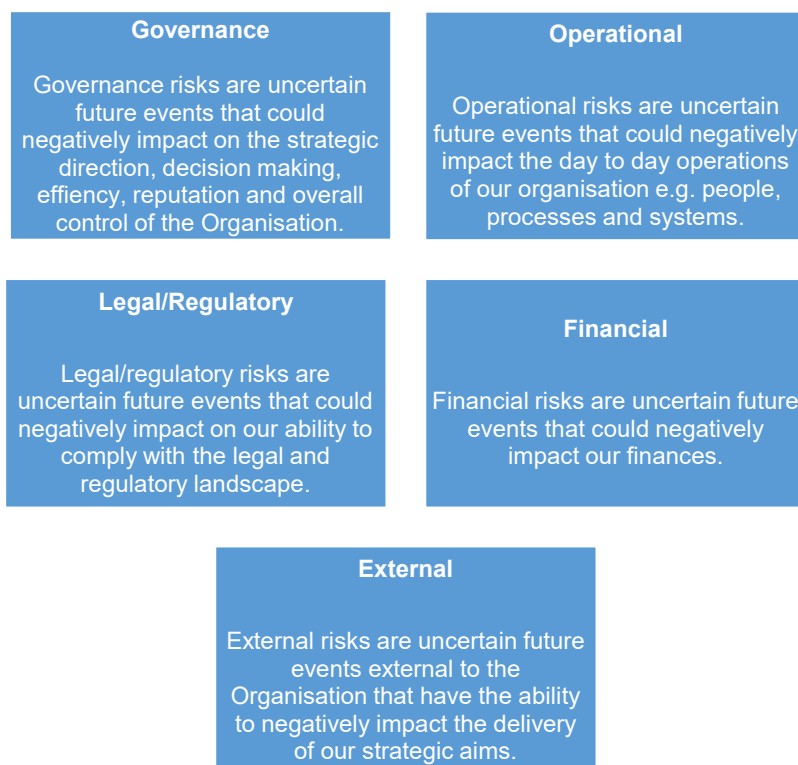 Governance
Governance risks are uncertain
future events that could
negatively impact on the strategic
direction, decision making,
effiency, reputation and overall
control of the Organisation.
Operational
Operational risks are uncertain
future events that could negatively
impact the day to day operations
of our organisation e.g. people,
processes and systems.
Legal/Regulatory
Legal/regulatory risks are
uncertain future events that could
negatively impact on our ability to
comply with the legal and
regulatory landscape.
Financial
Financial risks are uncertain future
events that could negatively
impact our finances.
External
External risks are uncertain future
events external to the
Organisation that have the ability
to negatively impact the delivery
of our strategic aims.